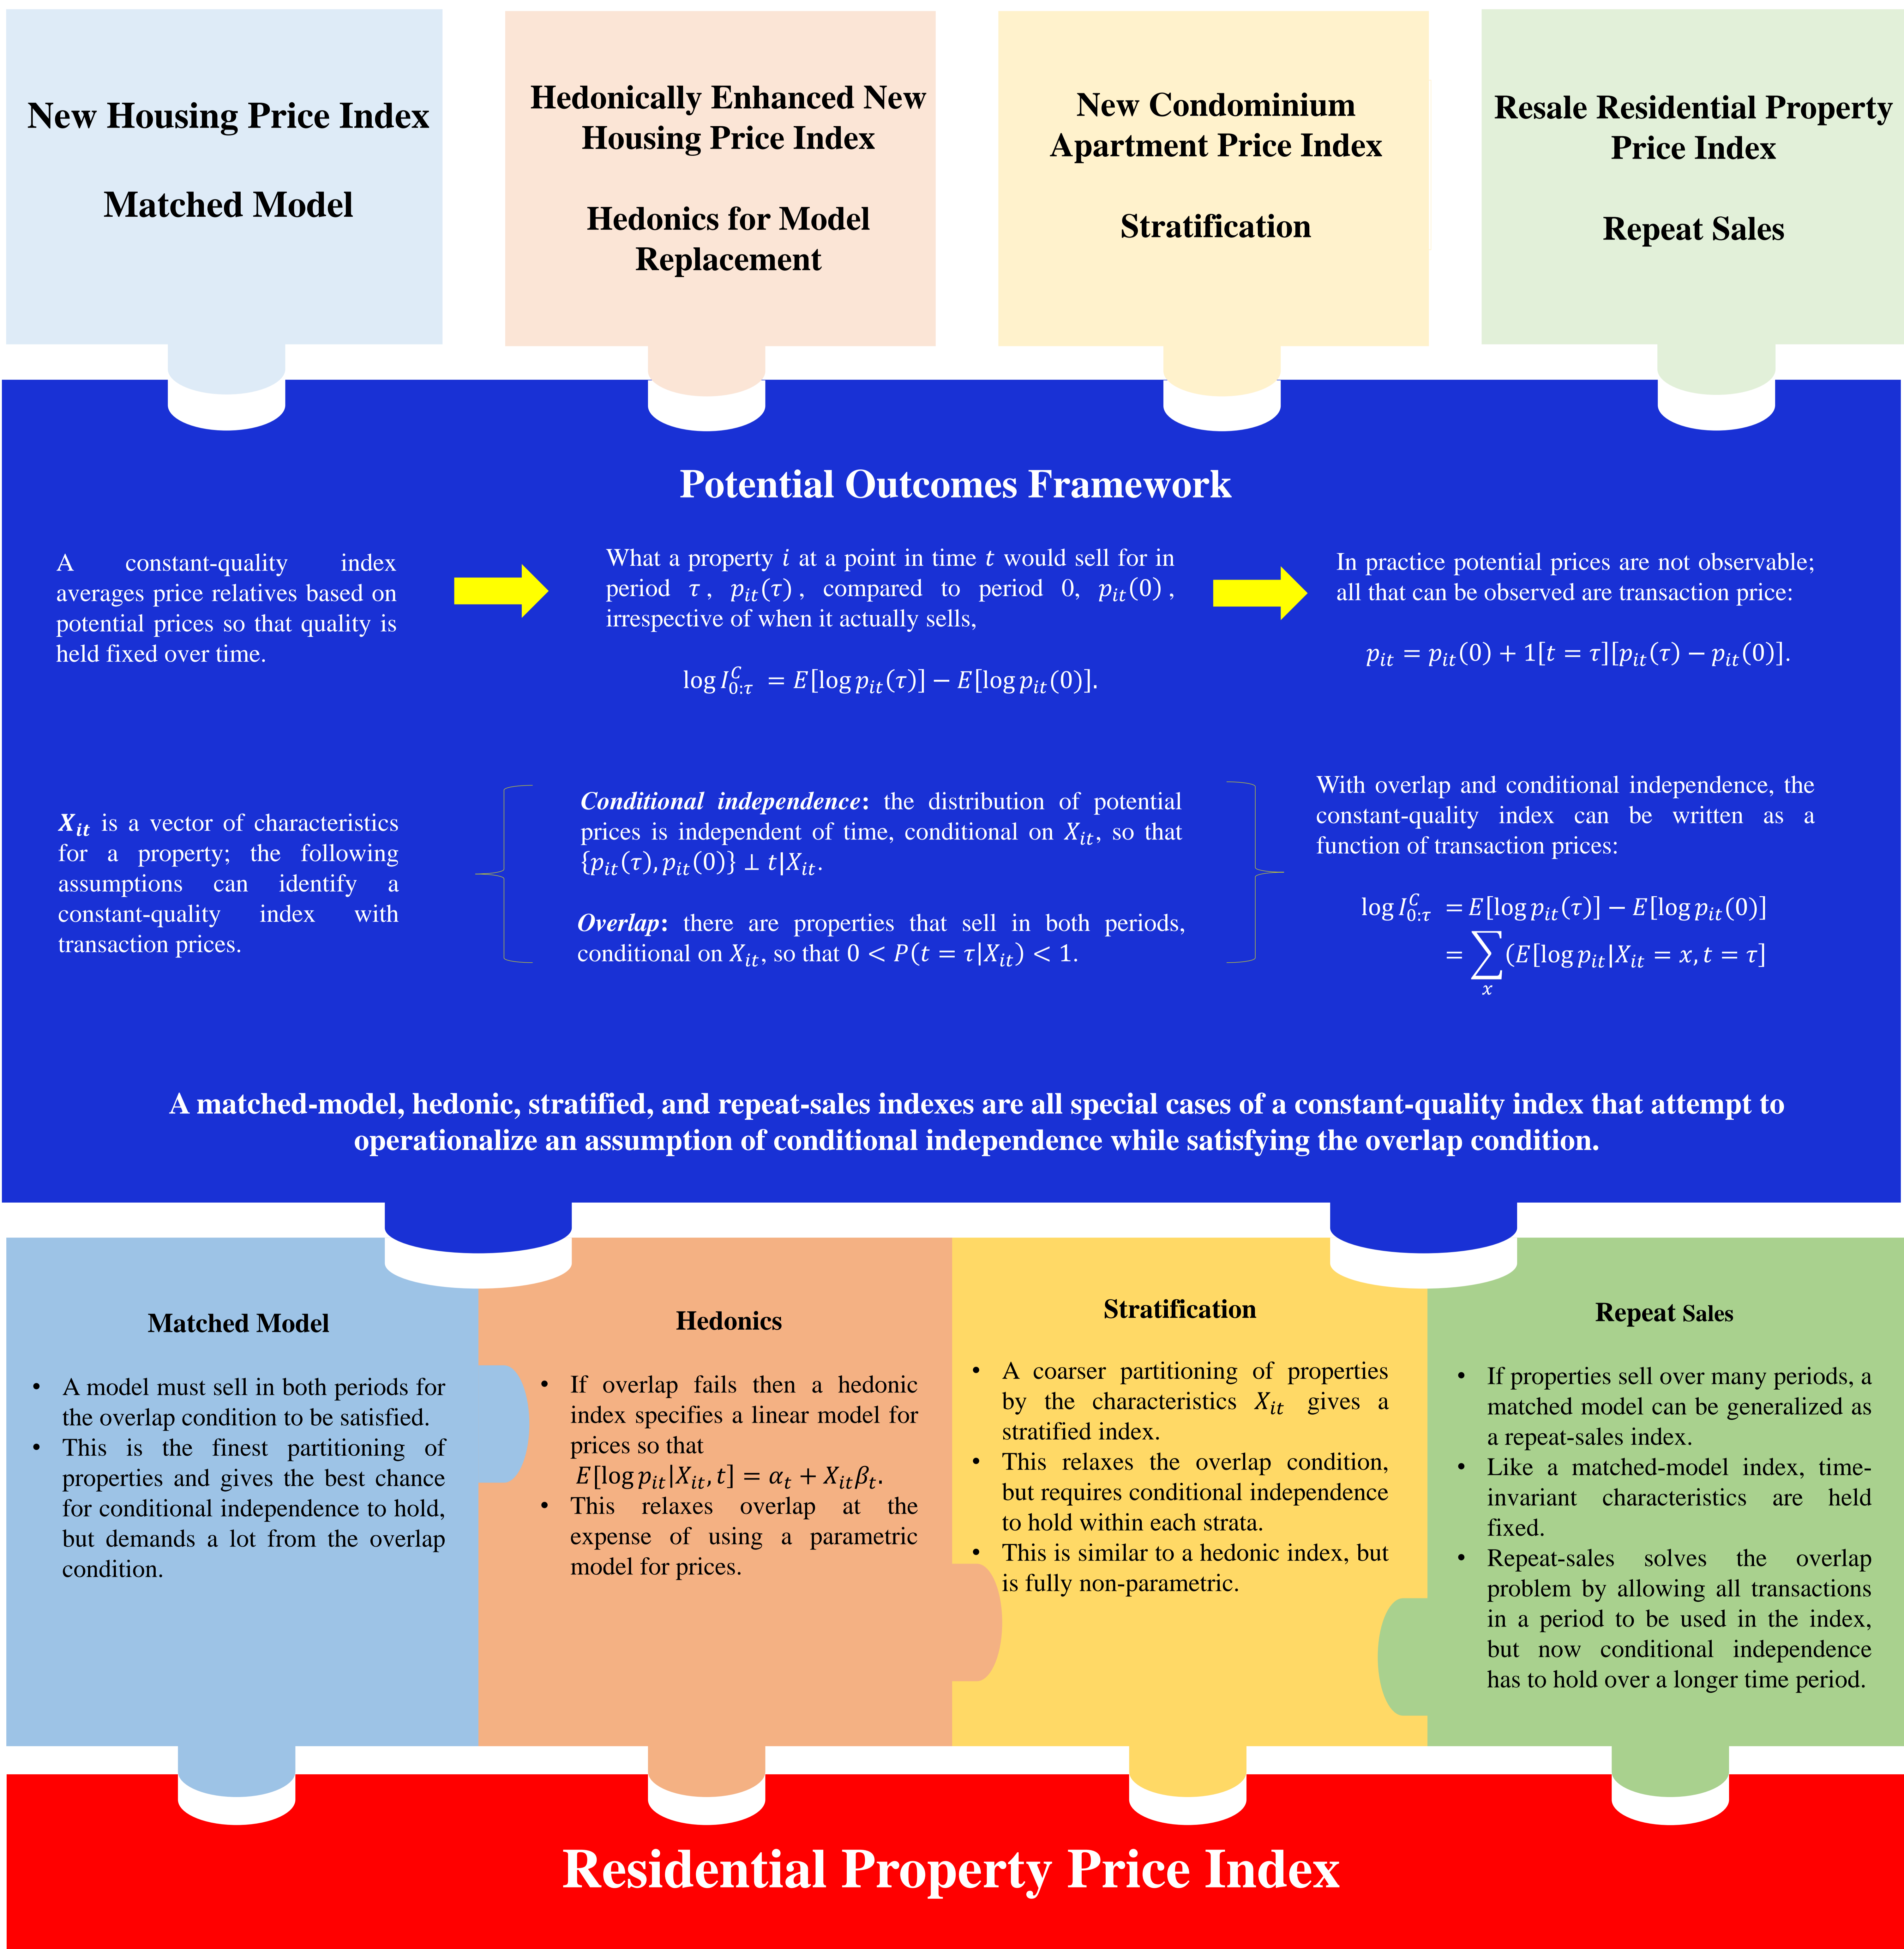 New Housing Price Index
Matched Model
Hedonically Enhanced New
Housing Price Index
Hedonics for Model
Replacement
New Condominium
Apartment Price Index
Stratification
Resale Residential Property
Price Index
Repeat Sales
Potential Outcomes Framework
A constant-quality index
averages price relatives based on
potential prices so that quality is
held fixed over time.
What a property i at a point in time t would sell for in
period τ, p_it(τ), compared to period 0, p_it(0),
irrespective of when it actually sells,
log I^C_0:τ = E[log p_it(τ)] − E[log p_it(0)].
In practice potential prices are not observable;
all that can be observed are transaction price:
p_it = p_it(0) + 1[t = τ][p_it(τ) − p_it(0)].
X_it is a vector of characteristics
for a property; the following
assumptions can identify a
constant-quality index with
transaction prices.
Conditional independence: the distribution of potential
prices is independent of time, conditional on X_it, so that
{p_it(τ), p_it(0)} ⊥ t|X_it.
Overlap: there are properties that sell in both periods,
conditional on X_it, so that 0 < P(t = τ|X_it) < 1.
With overlap and conditional independence, the
constant-quality index can be written as a
function of transaction prices:
log I^C_0:τ = E[log p_it(τ)] − E[log p_it(0)]
= ∑_x (E[log p_it|X_it = x, t = τ]
A matched-model, hedonic, stratified, and repeat-sales indexes are all special cases of a constant-quality index that attempt to
operationalize an assumption of conditional independence while satisfying the overlap condition.
Matched Model
• A model must sell in both periods for
the overlap condition to be satisfied.
• This is the finest partitioning of
properties and gives the best chance
for conditional independence to hold,
but demands a lot from the overlap
condition.
Hedonics
• If overlap fails then a hedonic
index specifies a linear model for
prices so that
E[log p_it|X_it, t] = α_t + X_it β_t.
• This relaxes overlap at the
expense of using a parametric
model for prices.
Stratification
• A coarser partitioning of properties
by the characteristics X_it gives a
stratified index.
• This relaxes the overlap condition,
but requires conditional independence
to hold within each strata.
• This is similar to a hedonic index, but
is fully non-parametric.
Repeat Sales
• If properties sell over many periods, a
matched model can be generalized as
a repeat-sales index.
• Like a matched-model index, time-
invariant characteristics are held
fixed.
• Repeat-sales solves the overlap
problem by allowing all transactions
in a period to be used in the index,
but now conditional independence
has to hold over a longer time period.
Residential Property Price Index